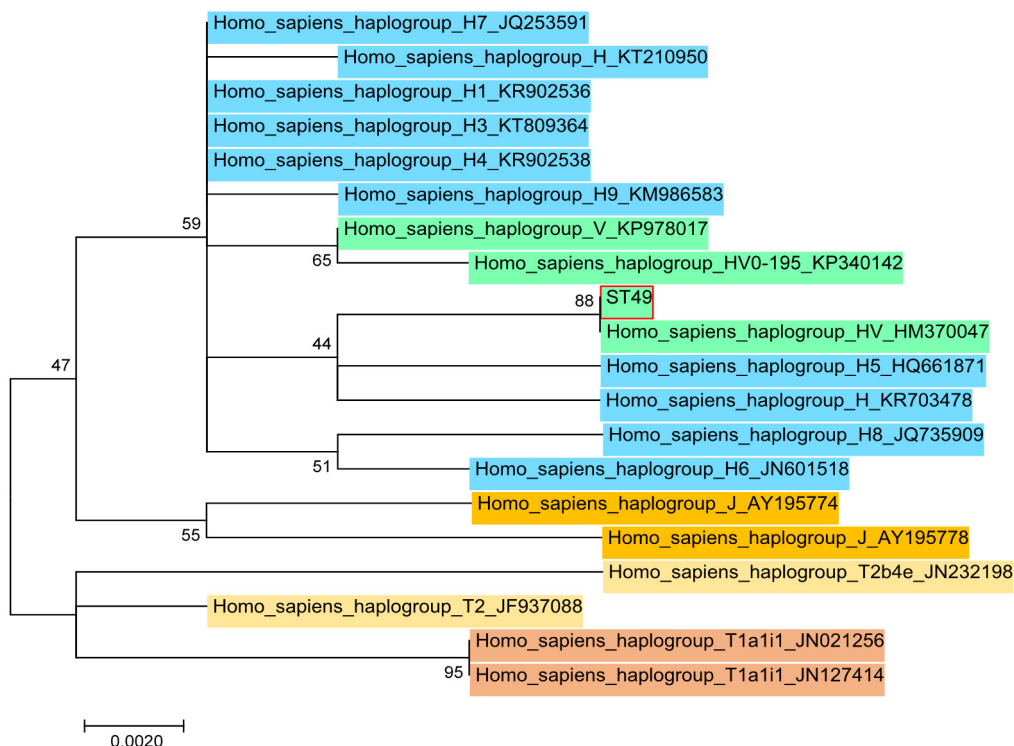 Homo_sapiens_haplogroup_H7_JQ253591
Homo_sapiens_haplogroup_H_KT210950
Homo_sapiens_haplogroup_H1_KR902536
Homo_sapiens_haplogroup_H3_KT809364
Homo_sapiens_haplogroup_H4_KR902538
Homo_sapiens_haplogroup_H9_KM986583
59
Homo_sapiens_haplogroup_V_KP978017
65
Homo_sapiens_haplogroup_HV0-195_KP340142
88
ST49
Homo_sapiens_haplogroup_HV_HM370047
44
47
Homo_sapiens_haplogroup_H5_HQ661871
Homo_sapiens_haplogroup_H_KR703478
Homo_sapiens_haplogroup_H8_JQ735909
51
Homo_sapiens_haplogroup_H6_JN601518
Homo_sapiens_haplogroup_J_AY195774
55
Homo_sapiens_haplogroup_J_AY195778
Homo_sapiens_haplogroup_T2b4e_JN232198
Homo_sapiens_haplogroup_T2_JF937088
Homo_sapiens_haplogroup_T1a1i1_JN021256
95
Homo_sapiens_haplogroup_T1a1i1_JN127414
0.0020